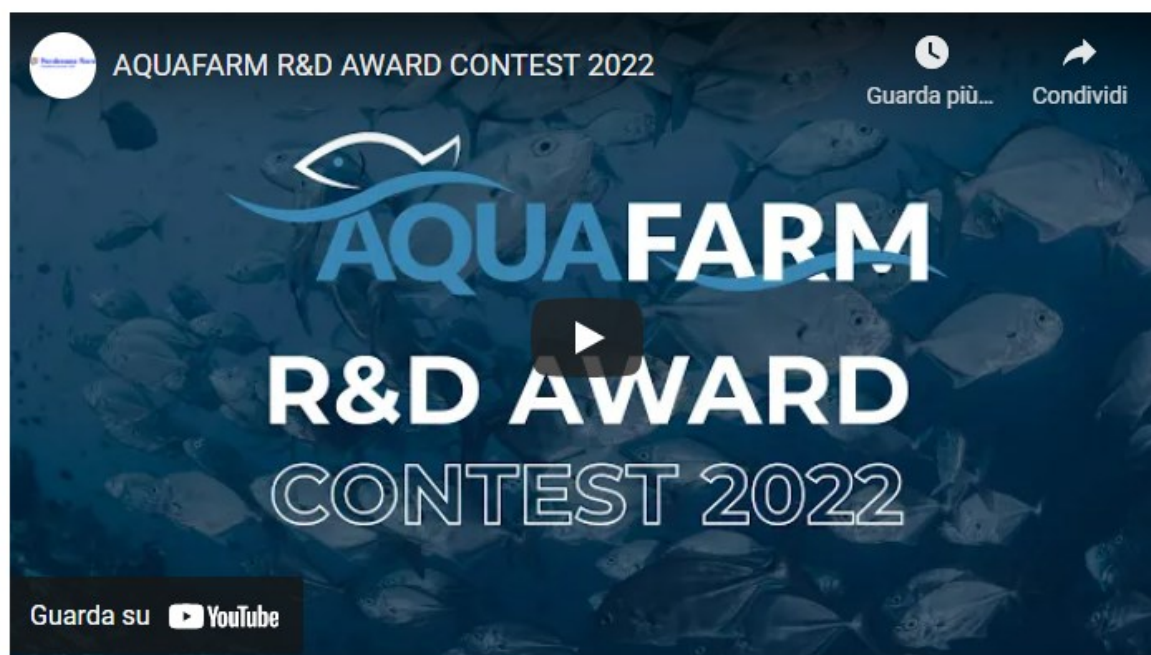 AQUAFARM R&D AWARD CONTEST 2022
Guarda più...
Condividi
AQUAFARM
R&D AWARD
CONTEST 2022
Guarda su YouTube